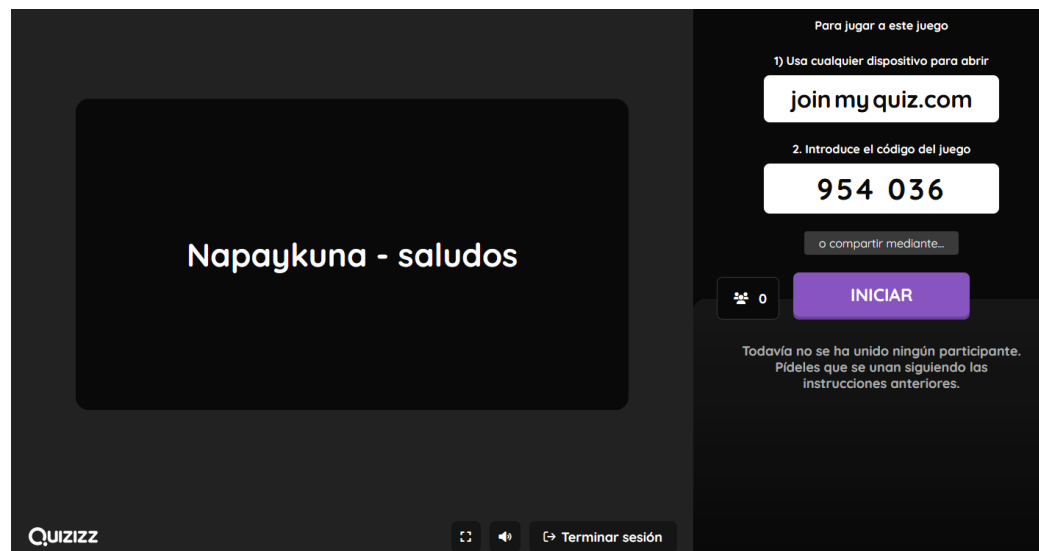 Napaykuna - saludos
Quizizz
Terminar sesión
Para jugar a este juego
1) Usa cualquier dispositivo para abrir
joinmyquiz.com
2. Introduce el código del juego
954 036
o compartir mediante...
0
INICIAR
Todavía no se ha unido ningún participante.
Pídeles que se unan siguiendo las
instrucciones anteriores.